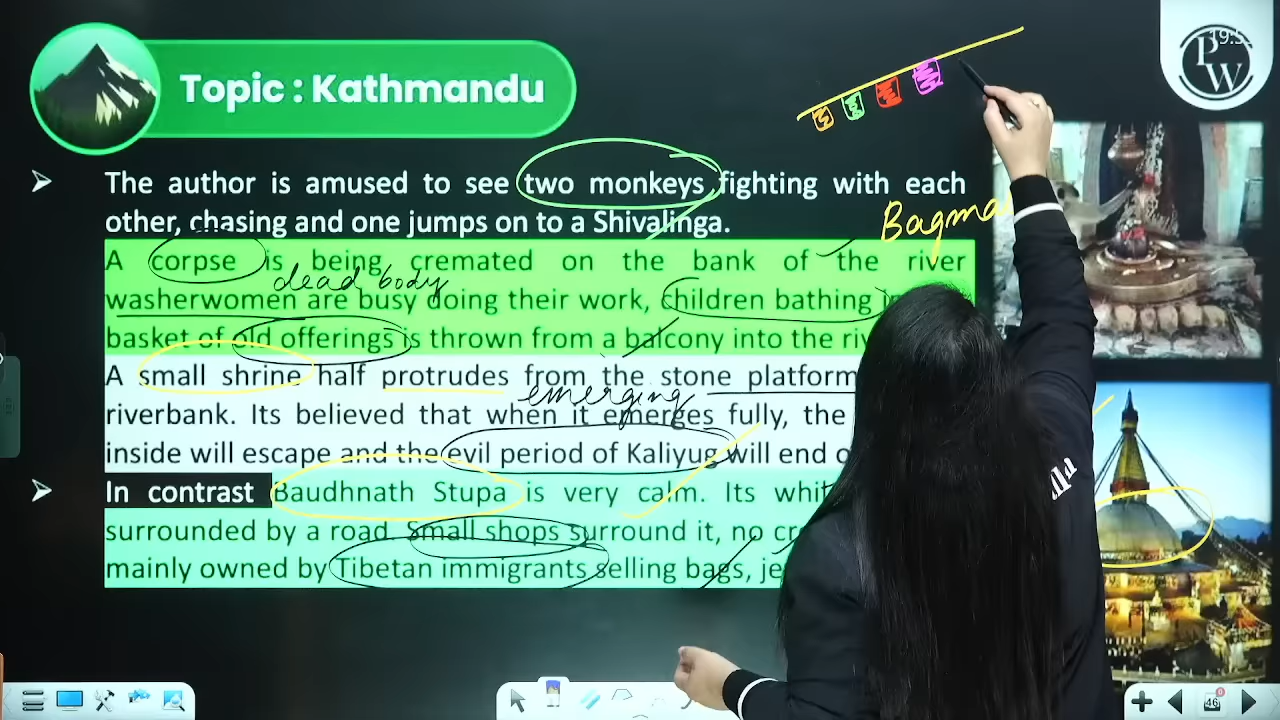 19:5
PW
Topic : Kathmandu
The author is amused to see two monkeys fighting with each
other, chasing and one jumps on to a Shivalinga.
Bagma
A corpse is being cremated on the bank of the river
dead body
washerwomen are busy doing their work, children bathing
basket of old offerings is thrown from a balcony into the
A small shrine half protrudes from the stone platform
emerging
riverbank. Its believed that when it emerges fully, the
inside will escape and the evil period of Kaliyug will end
In contrast Baudhnath Stupa is very calm. Its
surrounded by a road. Small shops surround it, no
mainly owned by Tibetan immigrants selling bags,
46